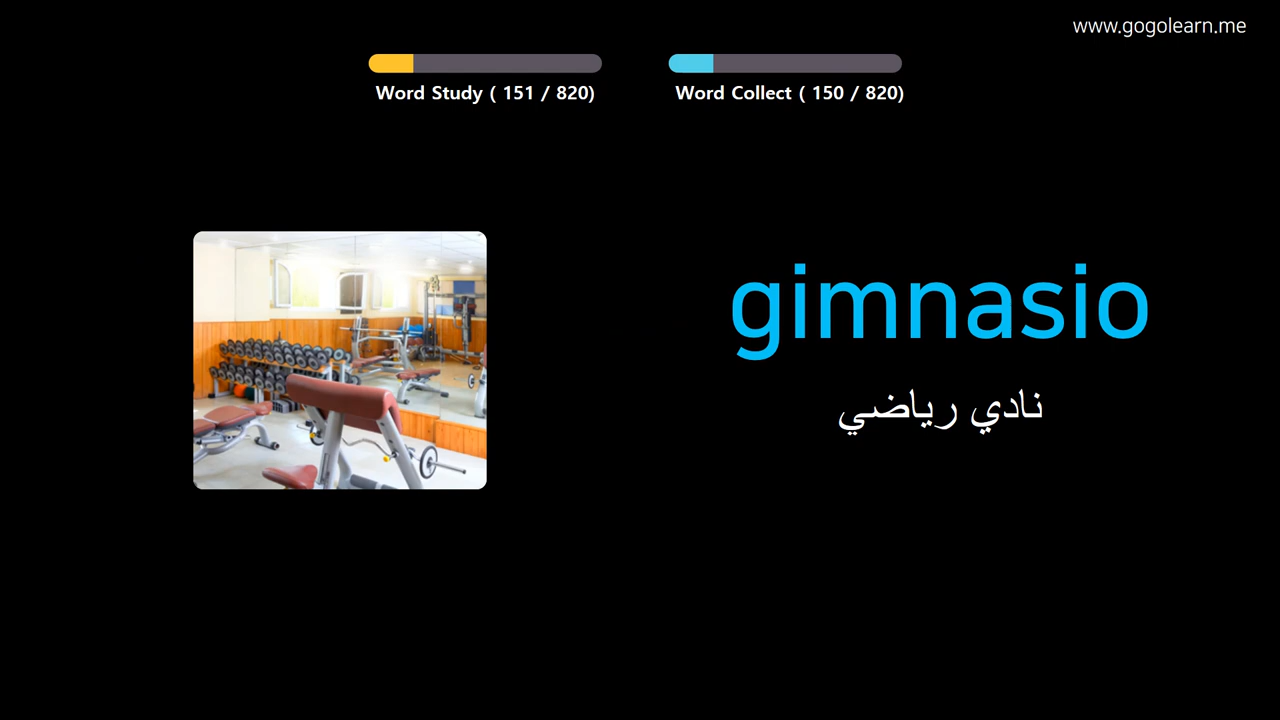 www.gogolearn.me
Word Study ( 151 / 820)
Word Collect ( 150 / 820)
gimnasio
نادي رياضي